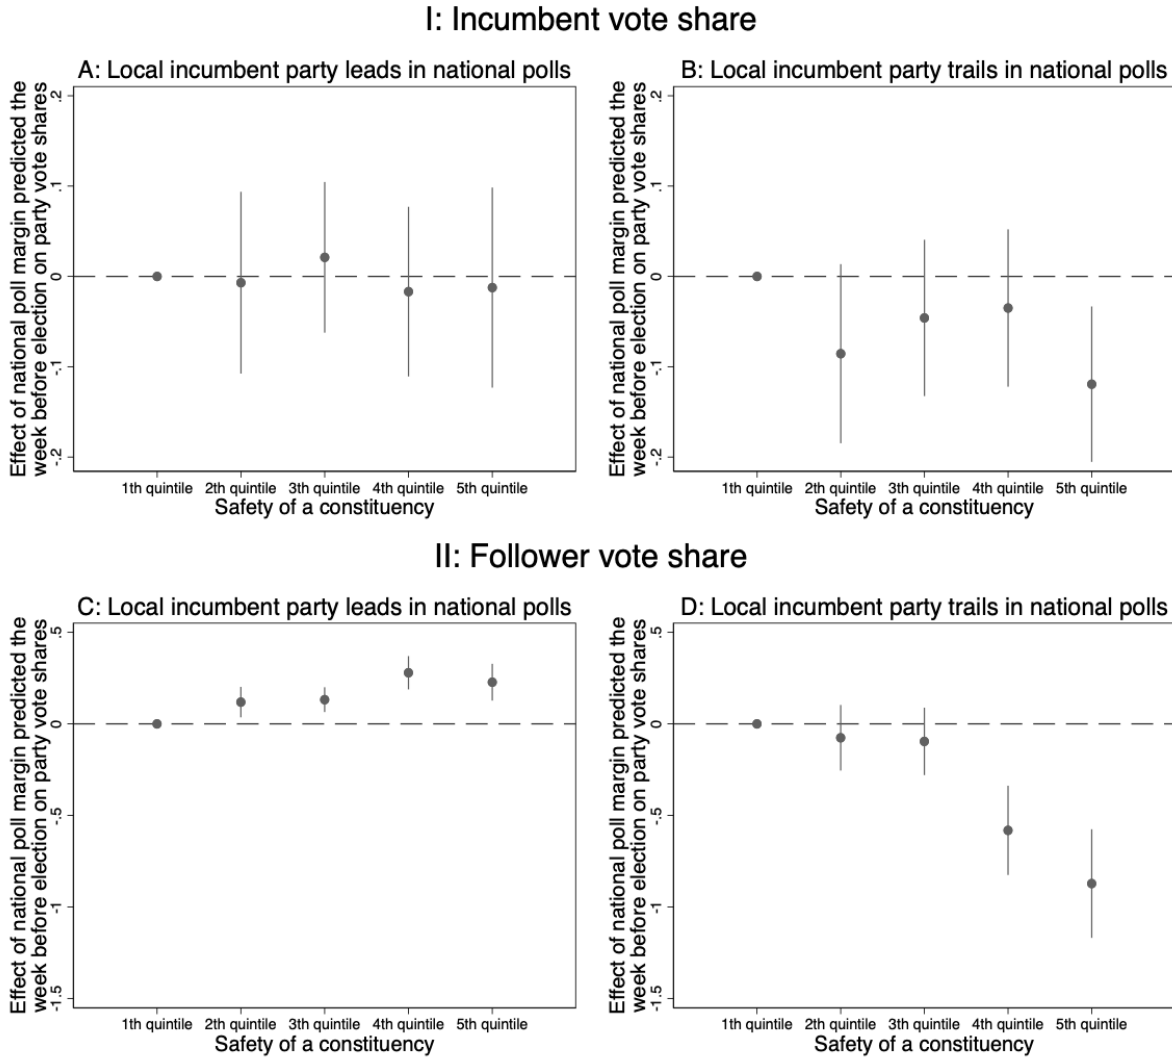 I: Incumbent vote share
A: Local incumbent party leads in national polls
Effect of national poll margin predicted the
week before election on party vote shares
.2
.1
0
-.1
-.2
1th quintile 2th quintile 3th quintile 4th quintile 5th quintile
Safety of a constituency
B: Local incumbent party trails in national polls
Effect of national poll margin predicted the
week before election on party vote shares
.2
.1
0
-.1
-.2
1th quintile 2th quintile 3th quintile 4th quintile 5th quintile
Safety of a constituency
II: Follower vote share
C: Local incumbent party leads in national polls
Effect of national poll margin predicted the
week before election on party vote shares
.5
0
-.5
-1
-1.5
1th quintile 2th quintile 3th quintile 4th quintile 5th quintile
Safety of a constituency
D: Local incumbent party trails in national polls
Effect of national poll margin predicted the
week before election on party vote shares
.5
0
-.5
-1
-1.5
1th quintile 2th quintile 3th quintile 4th quintile 5th quintile
Safety of a constituency